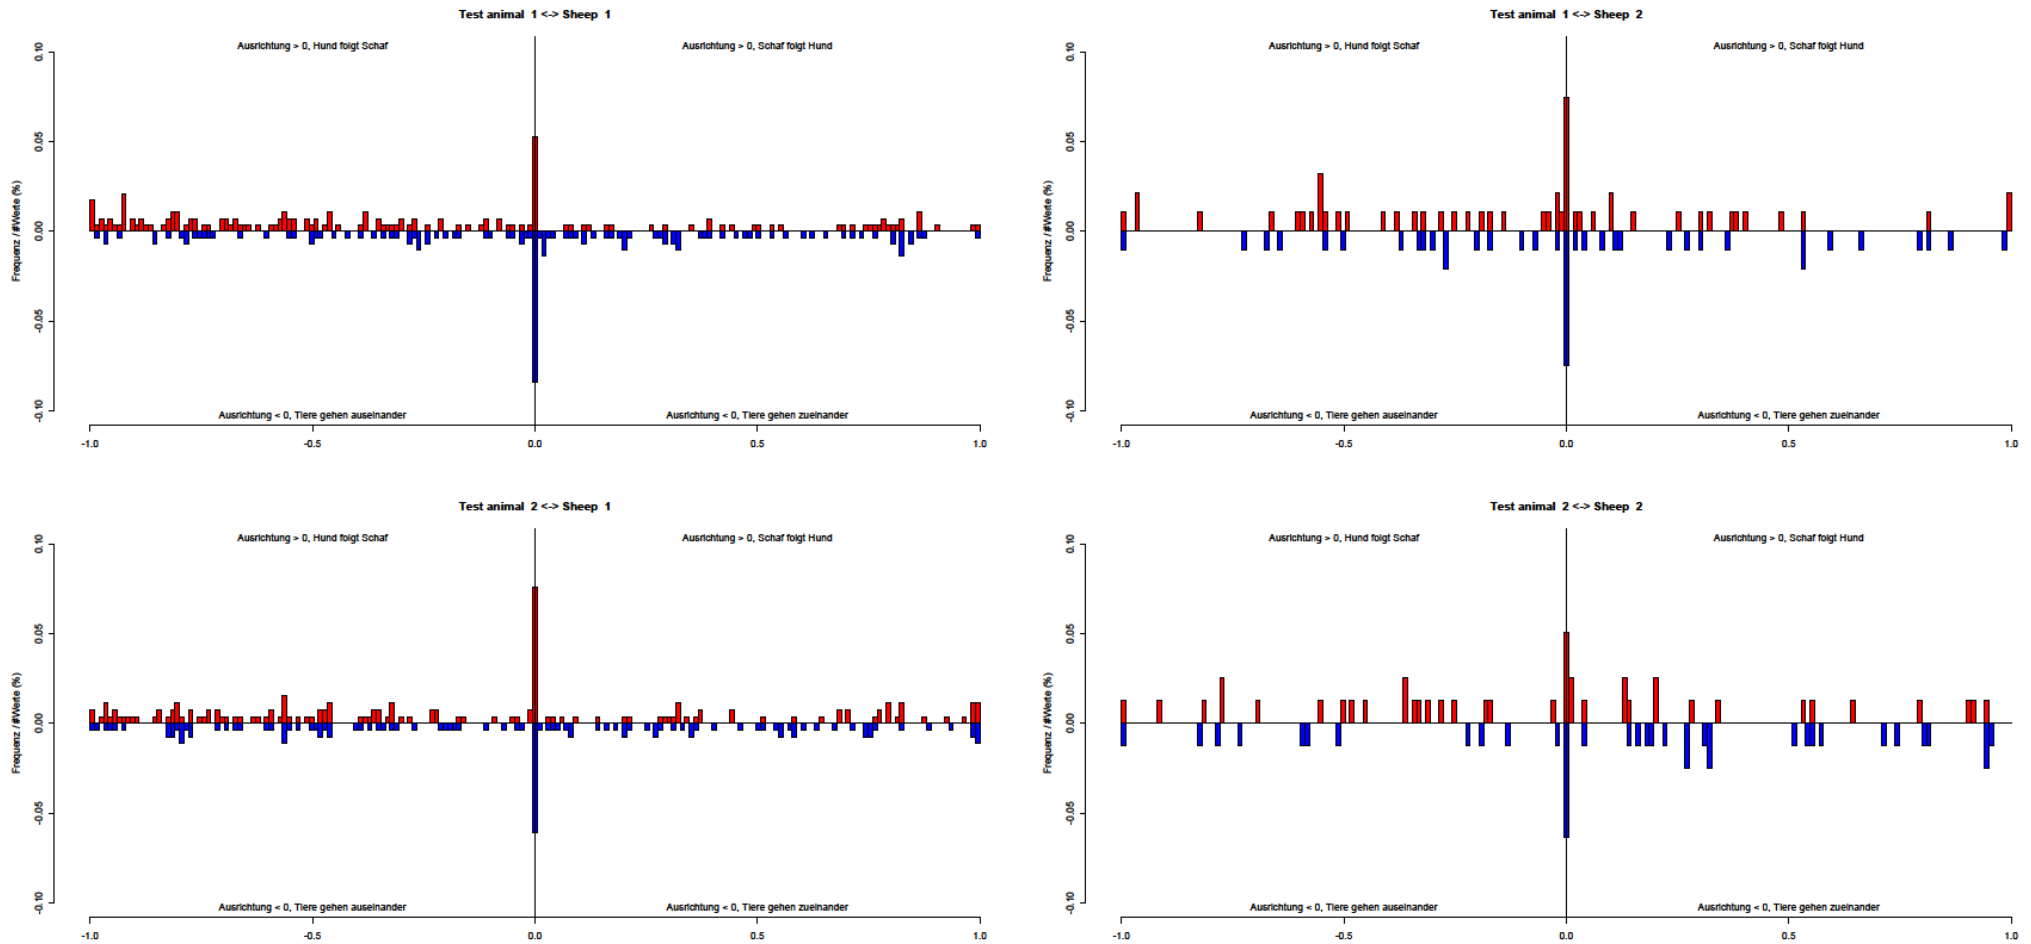 Test animal 1 <-> Sheep 1
Ausrichtung > 0, Hund folgt Schaf
Ausrichtung > 0, Schaf folgt Hund
Frequenz / #Werte (%)
0.10
0.05
0.00
-0.05
-0.10
Ausrichtung < 0, Tiere gehen auseinander
Ausrichtung < 0, Tiere gehen zueinander
-1.0
-0.5
0.0
0.5
1.0
Test animal 1 <-> Sheep 2
Ausrichtung > 0, Hund folgt Schaf
Ausrichtung > 0, Schaf folgt Hund
Frequenz / #Werte (%)
0.10
0.05
0.00
-0.05
-0.10
Ausrichtung < 0, Tiere gehen auseinander
Ausrichtung < 0, Tiere gehen zueinander
-1.0
-0.5
0.0
0.5
1.0
Test animal 2 <-> Sheep 1
Ausrichtung > 0, Hund folgt Schaf
Ausrichtung > 0, Schaf folgt Hund
Frequenz / #Werte (%)
0.10
0.05
0.00
-0.05
-0.10
Ausrichtung < 0, Tiere gehen auseinander
Ausrichtung < 0, Tiere gehen zueinander
-1.0
-0.5
0.0
0.5
1.0
Test animal 2 <-> Sheep 2
Ausrichtung > 0, Hund folgt Schaf
Ausrichtung > 0, Schaf folgt Hund
Frequenz / #Werte (%)
0.10
0.05
0.00
-0.05
-0.10
Ausrichtung < 0, Tiere gehen auseinander
Ausrichtung < 0, Tiere gehen zueinander
-1.0
-0.5
0.0
0.5
1.0